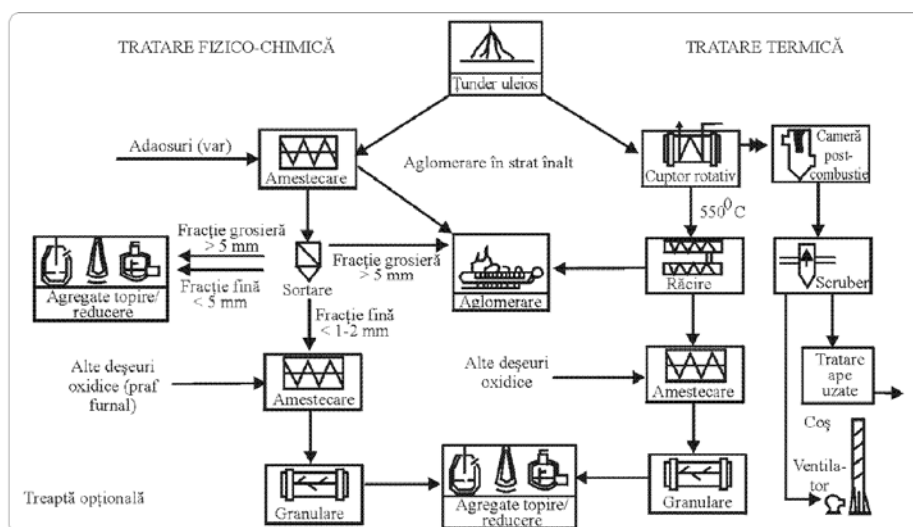 TRATARE FIZICO-CHIMICĂ
TRATARE TERMICĂ
Ţunder uleios
Adaosuri (var)
Amestecare
Aglomerare în strat înalt
Cuptor rotativ
Cameră
post-
combustie
550⁰ C
Fracţie grosieră
> 5 mm
Fracţie fină
< 5 mm
Agregate topire/
reducere
Sortare
Fracţie grosieră
> 5 mm
Aglomerare
Răcire
Scruber
Fracţie fină
< 1-2 mm
Alte deşeuri
oxidice (praf
furnal)
Amestecare
Alte deşeuri
oxidice
Amestecare
Tratare
ape
uzate
Coş
Ventila-
tor
Treaptă opţională
Granulare
Agregate topire/
reducere
Granulare